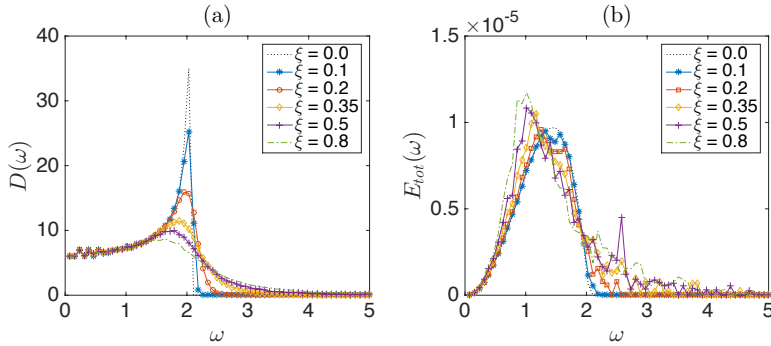 (a)
40
30
20
10
0
D(ω)
0 1 2 3 4 5
ω
ξ = 0.0
ξ = 0.1
ξ = 0.2
ξ = 0.35
ξ = 0.5
ξ = 0.8
(b)
1.5 ×10⁻⁵
1
0.5
0
E_tot(ω)
0 1 2 3 4 5
ω
ξ = 0.0
ξ = 0.1
ξ = 0.2
ξ = 0.35
ξ = 0.5
ξ = 0.8